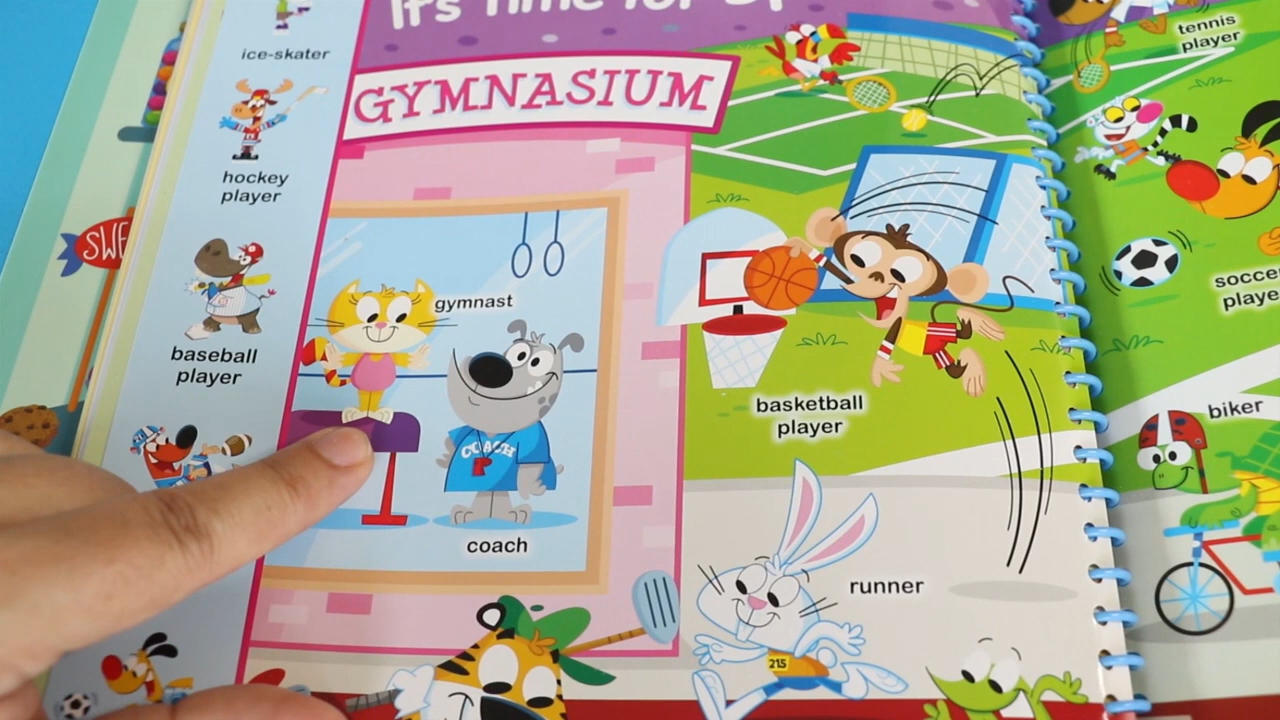 It's Time for
GYMNASIUM
ice-skater
hockey
player
baseball
player
SWE
gymnast
COACH
P
coach
basketball
player
runner
215
tennis
player
soccer
player
biker